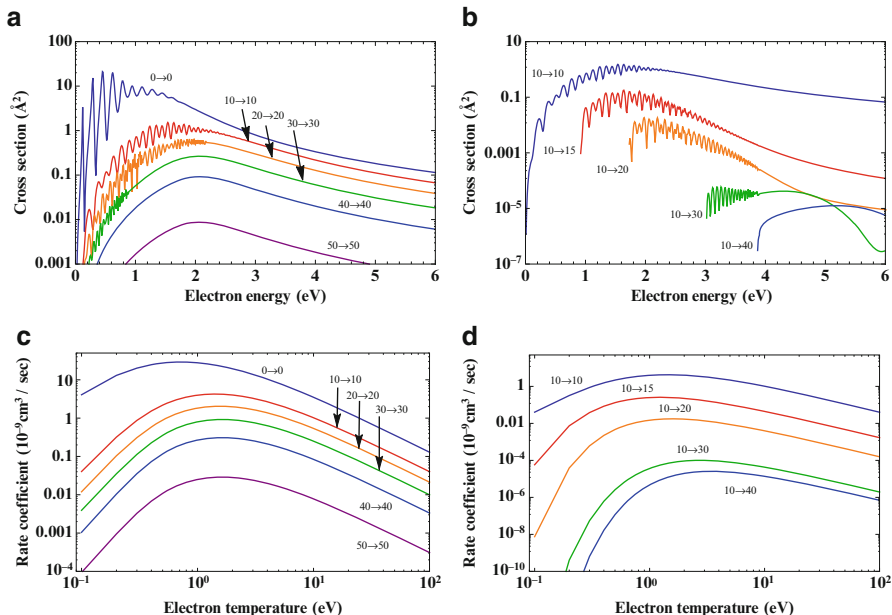 a
100
10
1
0.1
0.01
0.001
0 1 2 3 4 5 6
Cross section (Å²)
Electron energy (eV)
0→0
10→10
20→20
30→30
40→40
50→50
b
10
0.1
0.001
10⁻⁵
10⁻⁷
0 1 2 3 4 5 6
Cross section (Å²)
Electron energy (eV)
10→10
10→15
10→20
10→30
10→40
c
10
1
0.1
0.01
0.001
10⁻⁴
10⁻¹ 10⁰ 10¹ 10²
Rate coefficient (10⁻⁹cm³ / sec)
Electron temperature (eV)
0→0
10→10
20→20
30→30
40→40
50→50
d
1
0.01
10⁻⁴
10⁻⁶
10⁻⁸
10⁻¹⁰
10⁻¹ 10⁰ 10¹ 10²
Rate coefficient (10⁻⁹cm³ / sec)
Electron temperature (eV)
10→10
10→15
10→20
10→30
10→40